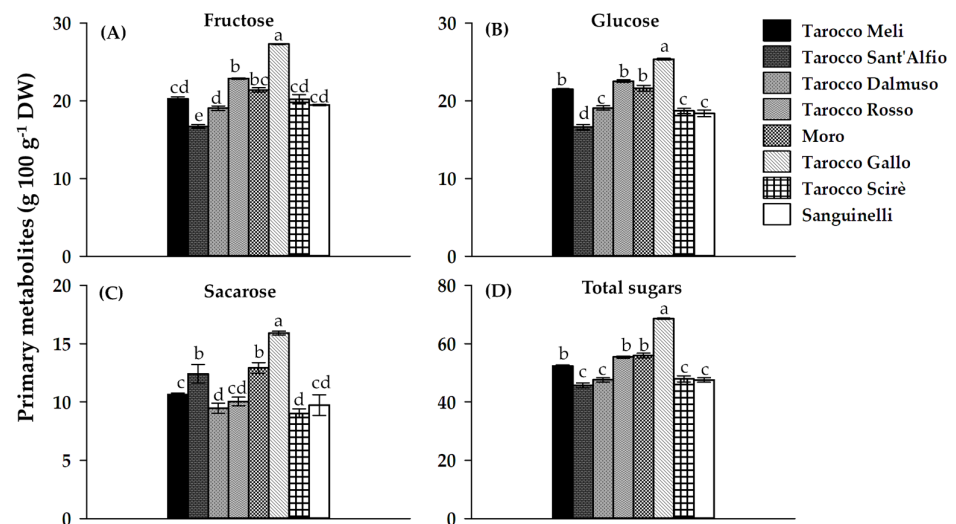 Primary metabolites (g 100 g-1 DW)
(A)
Fructose
30
20
10
0
cd
e
d
b
bc
a
cd
cd
(B)
Glucose
30
20
10
0
b
d
c
b
b
a
c
c
Tarocco Meli
Tarocco Sant'Alfio
Tarocco Dalmuso
Tarocco Rosso
Moro
Tarocco Gallo
Tarocco Scirè
Sanguinelli
(C)
Sacarose
20
15
10
5
0
c
b
d
cd
b
a
d
cd
(D)
Total sugars
80
60
40
20
0
b
c
c
b
b
a
c
c